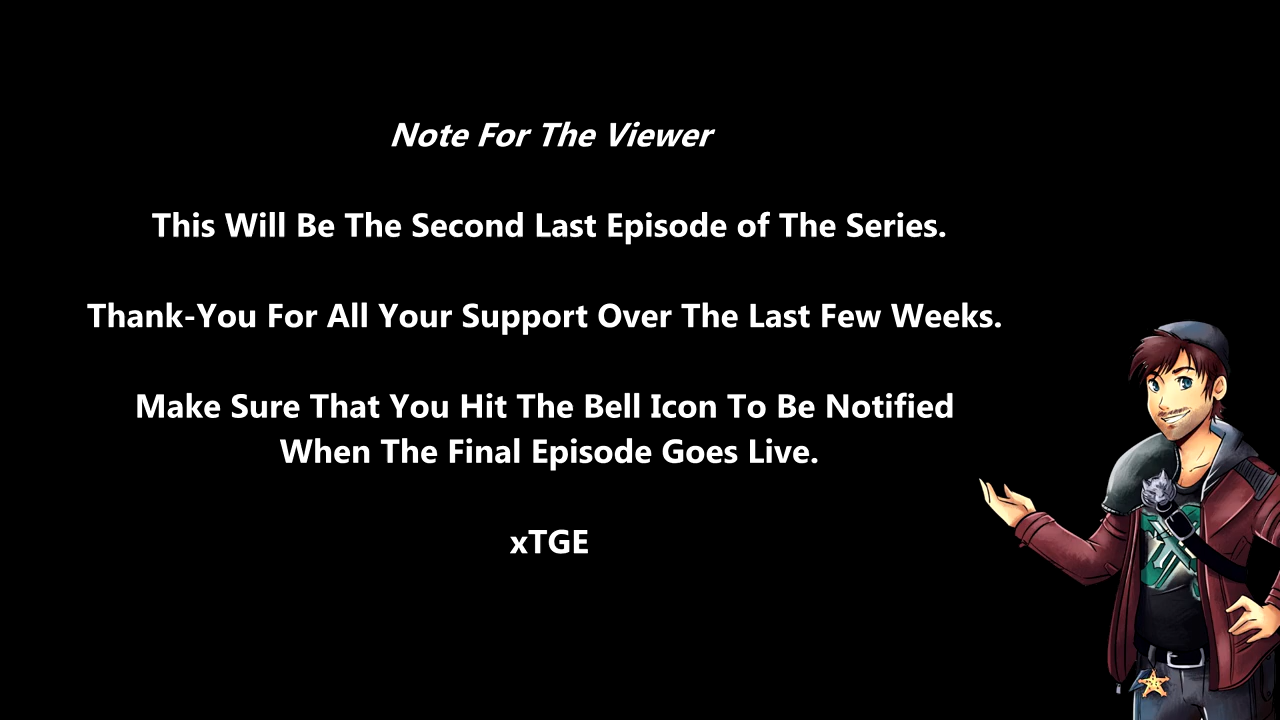 Note For The Viewer
This Will Be The Second Last Episode of The Series.
Thank-You For All Your Support Over The Last Few Weeks.
Make Sure That You Hit The Bell Icon To Be Notified
When The Final Episode Goes Live.
xTGE